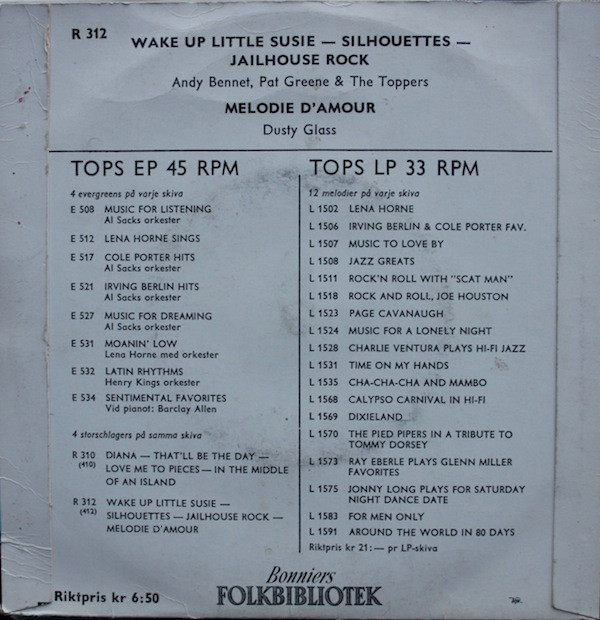 R 312
WAKE UP LITTLE SUSIE — SILHOUETTES —
JAILHOUSE ROCK
Andy Bennet, Pat Greene & The Toppers
MELODIE D'AMOUR
Dusty Glass
TOPS EP 45 RPM
4 evergreens på varje skiva
E 508 MUSIC FOR LISTENING
Al Sacks orkester
E 512 LENA HORNE SINGS
E 517 COLE PORTER HITS
Al Sacks orkester
E 521 IRVING BERLIN HITS
Al Sacks orkester
E 527 MUSIC FOR DREAMING
Al Sacks orkester
E 531 MOANIN' LOW
Lena Horne med orkester
E 532 LATIN RHYTHMS
Henry Kings orkester
E 534 SENTIMENTAL FAVORITES
Vid pianot: Barclay Allen
4 storschlagers på samma skiva
R 310 DIANA — THAT'LL BE THE DAY —
(410) LOVE ME TO PIECES — IN THE MIDDLE
OF AN ISLAND
R 312 WAKE UP LITTLE SUSIE —
(412) SILHOUETTES — JAILHOUSE ROCK —
MELODIE D'AMOUR
TOPS LP 33 RPM
12 melodier på varje skiva
L 1502 LENA HORNE
L 1506 IRVING BERLIN & COLE PORTER FAV.
L 1507 MUSIC TO LOVE BY
L 1508 JAZZ GREATS
L 1511 ROCK'N ROLL WITH "SCAT MAN"
L 1518 ROCK AND ROLL, JOE HOUSTON
L 1523 PAGE CAVANAUGH
L 1524 MUSIC FOR A LONELY NIGHT
L 1528 CHARLIE VENTURA PLAYS HI-FI JAZZ
L 1531 TIME ON MY HANDS
L 1535 CHA-CHA-CHA AND MAMBO
L 1568 CALYPSO CARNIVAL IN HI-FI
L 1569 DIXIELAND
L 1570 THE PIED PIPERS IN A TRIBUTE TO
TOMMY DORSEY
L 1573 RAY EBERLE PLAYS GLENN MILLER
FAVORITES
L 1575 JONNY LONG PLAYS FOR SATURDAY
NIGHT DANCE DATE
L 1583 FOR MEN ONLY
L 1591 AROUND THE WORLD IN 80 DAYS
Riktpris kr 21:— pr LP-skiva
Riktpris kr 6:50
Bonniers
FOLKBIBLIOTEK